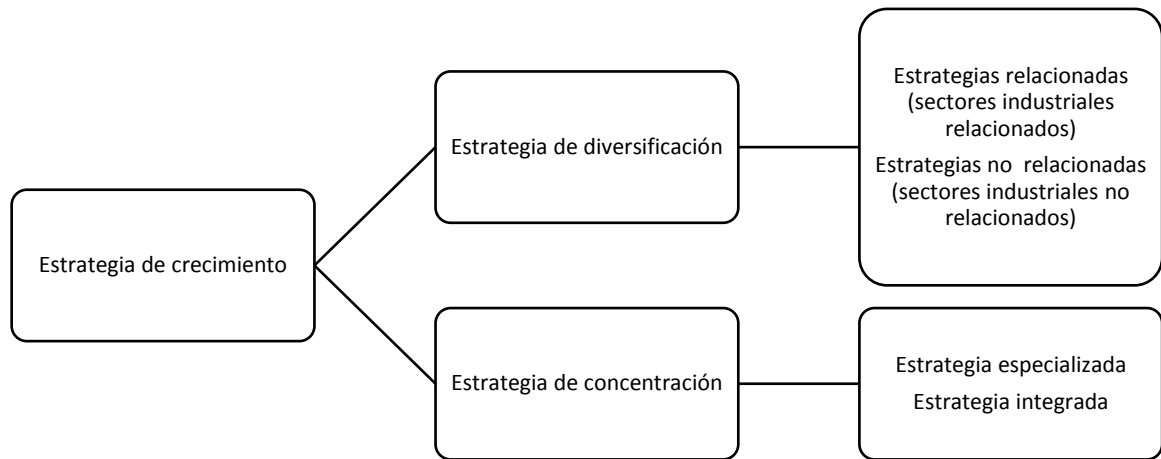 Estrategia de crecimiento
Estrategia de diversificación
Estrategias relacionadas
(sectores industriales
relacionados)
Estrategias no relacionadas
(sectores industriales no
relacionados)
Estrategia de concentración
Estrategia especializada
Estrategia integrada